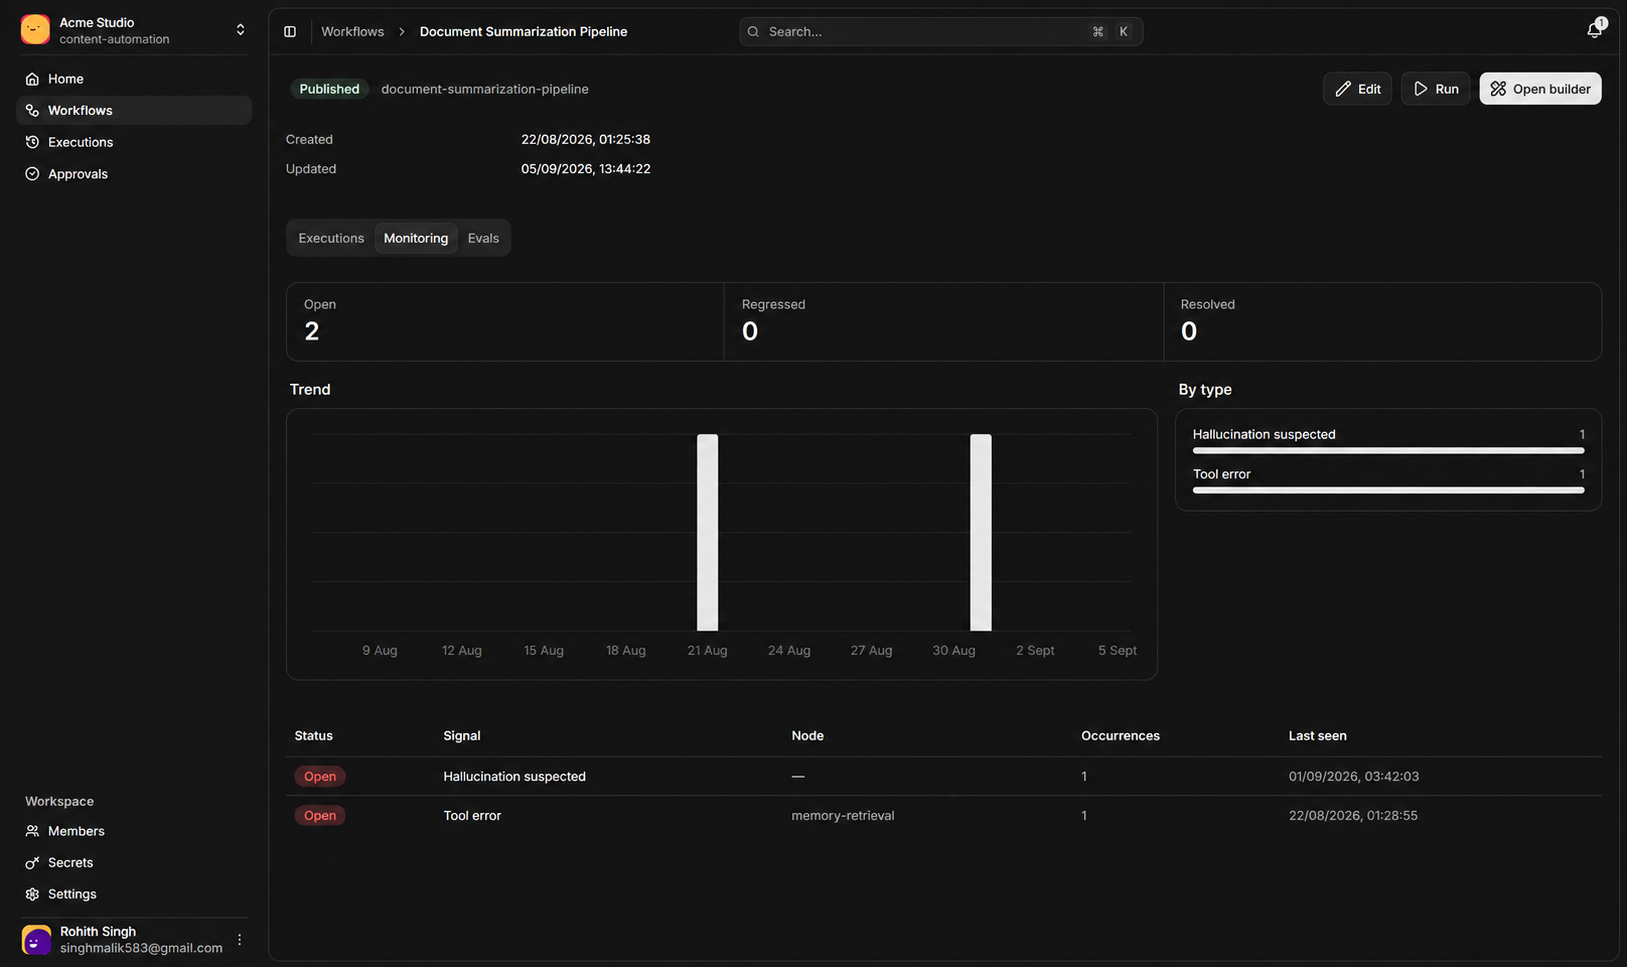 Acme Studio
content-automation
Home
Workflows
Executions
Approvals
Workspace
Members
Secrets
Settings
Rohith Singh
singhmalik583@gmail.com
Workflows > Document Summarization Pipeline
Search... ⌘ K
1
Published document-summarization-pipeline
Edit Run Open builder
Created 22/08/2026, 01:25:38
Updated 05/09/2026, 13:44:22
Executions Monitoring Evals
Open Regressed Resolved
2 0 0
Trend
9 Aug 12 Aug 15 Aug 18 Aug 21 Aug 24 Aug 27 Aug 30 Aug 2 Sept 5 Sept
By type
Hallucination suspected 1
Tool error 1
Status Signal Node Occurrences Last seen
Open Hallucination suspected — 1 01/09/2026, 03:42:03
Open Tool error memory-retrieval 1 22/08/2026, 01:28:55